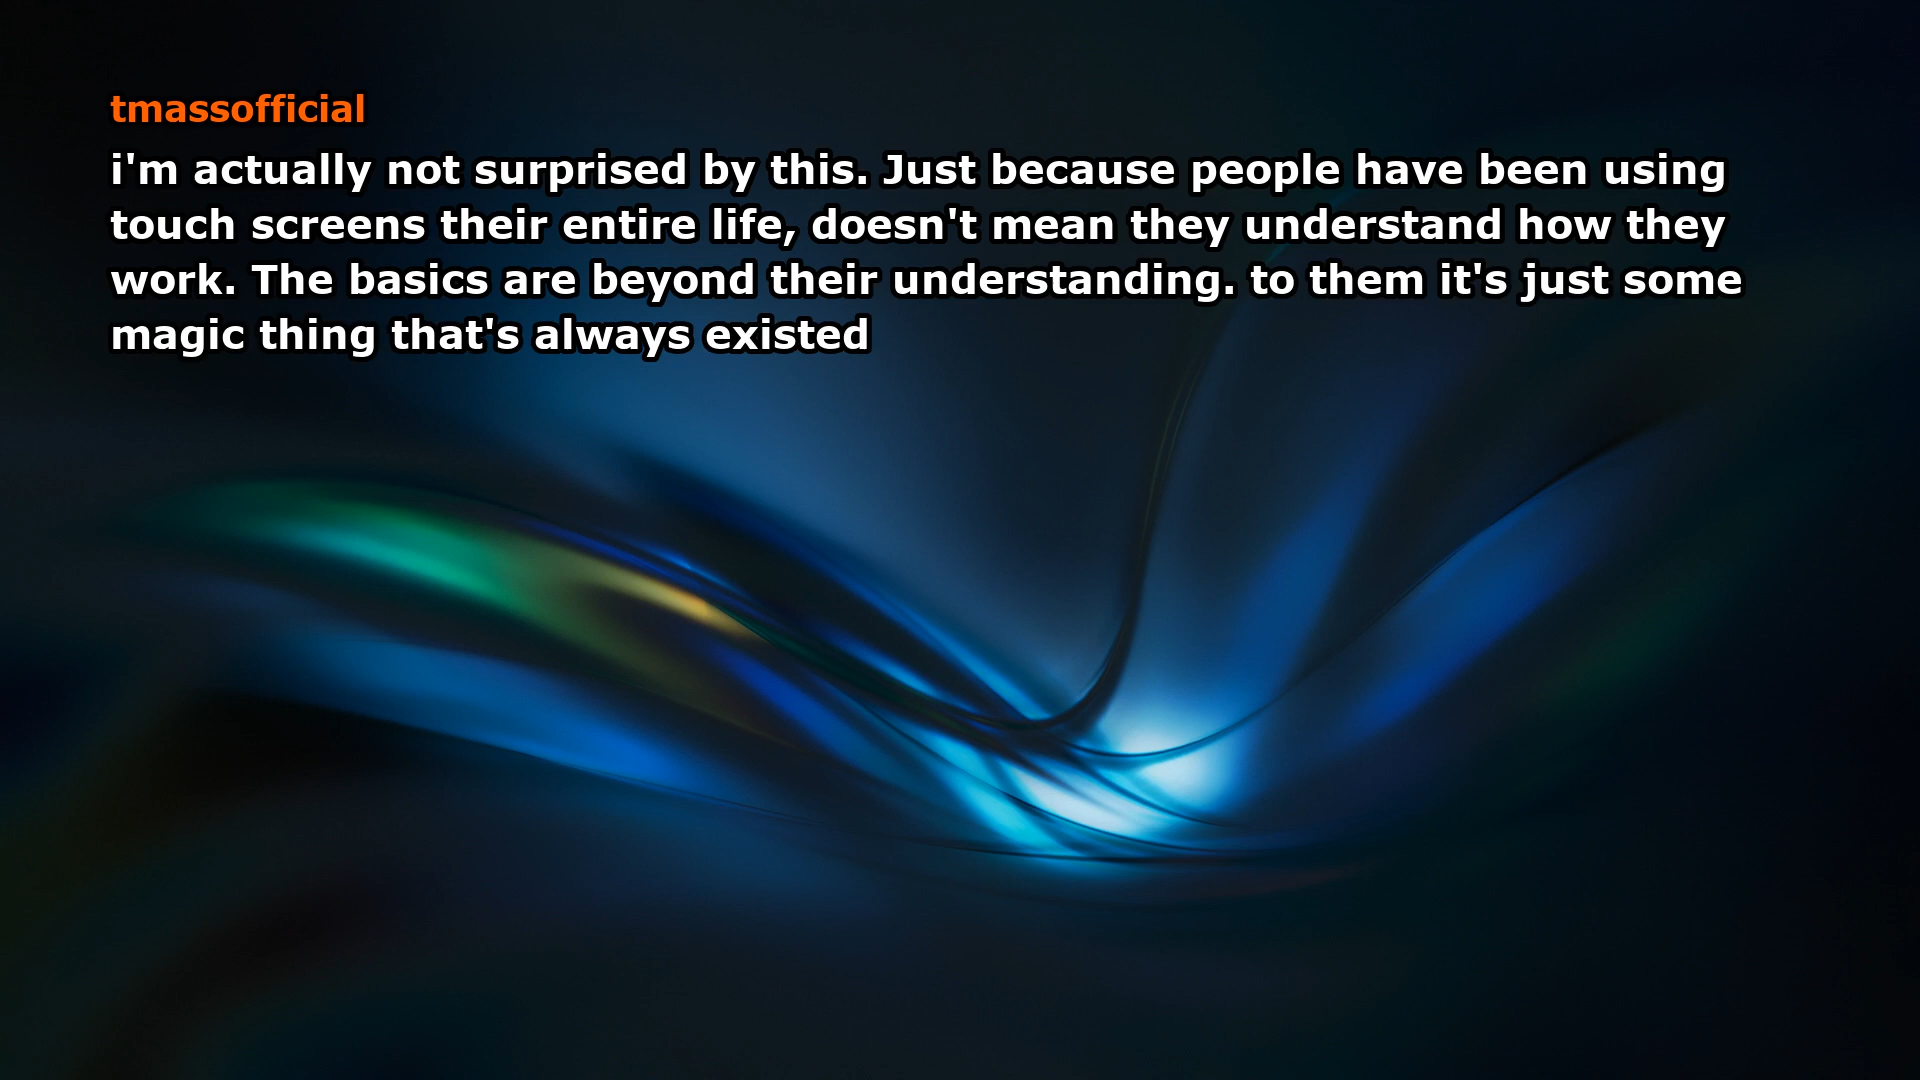 tmassofficial
i'm actually not surprised by this. Just because people have been using
touch screens their entire life, doesn't mean they understand how they
work. The basics are beyond their understanding. to them it's just some
magic thing that's always existed